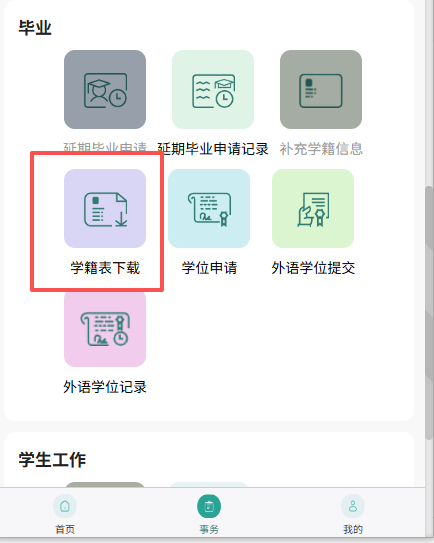 毕业
延期毕业申请 延期毕业申请记录 补充学籍信息
学籍表下载 学位申请 外语学位提交
外语学位记录
学生工作
首页 事务 我的